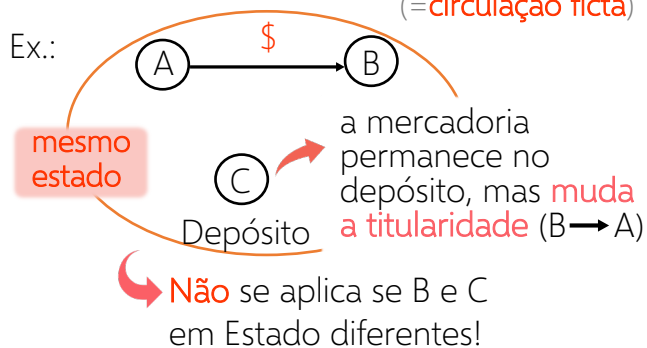 (=circulação ficta)
Ex.:
$
A
B
mesmo
estado
C
Depósito
a mercadoria
permanece no
depósito, mas muda
a titularidade (B→A)
Não se aplica se B e C
em Estado diferentes!